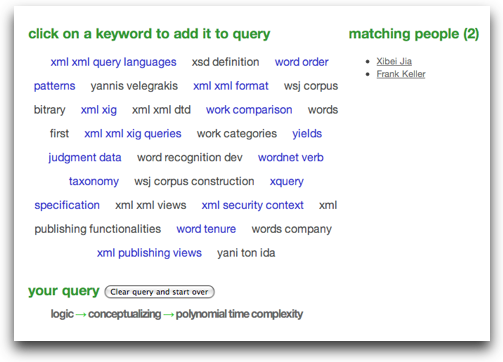 click on a keyword to add it to query
xml xml query languages xsd definition word order
patterns yannis velegrakis xml xml format wsj corpus
bitrary xml xig xml xml dtd work comparison words
first xml xml xig queries work categories yields
judgment data word recognition dev wordnet verb
taxonomy wsj corpus construction xquery
specification xml xml views xml security context xml
publishing functionalities word tenure words company
xml publishing views yani ton ida
matching people (2)
• Xibei Jia
• Frank Keller
your query Clear query and start over
logic → conceptualizing → polynomial time complexity